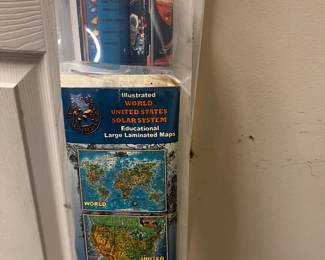 Illustrated
WORLD
UNITED STATES
SOLAR SYSTEM
Educational
Large Laminated Maps
WORLD
UNITED